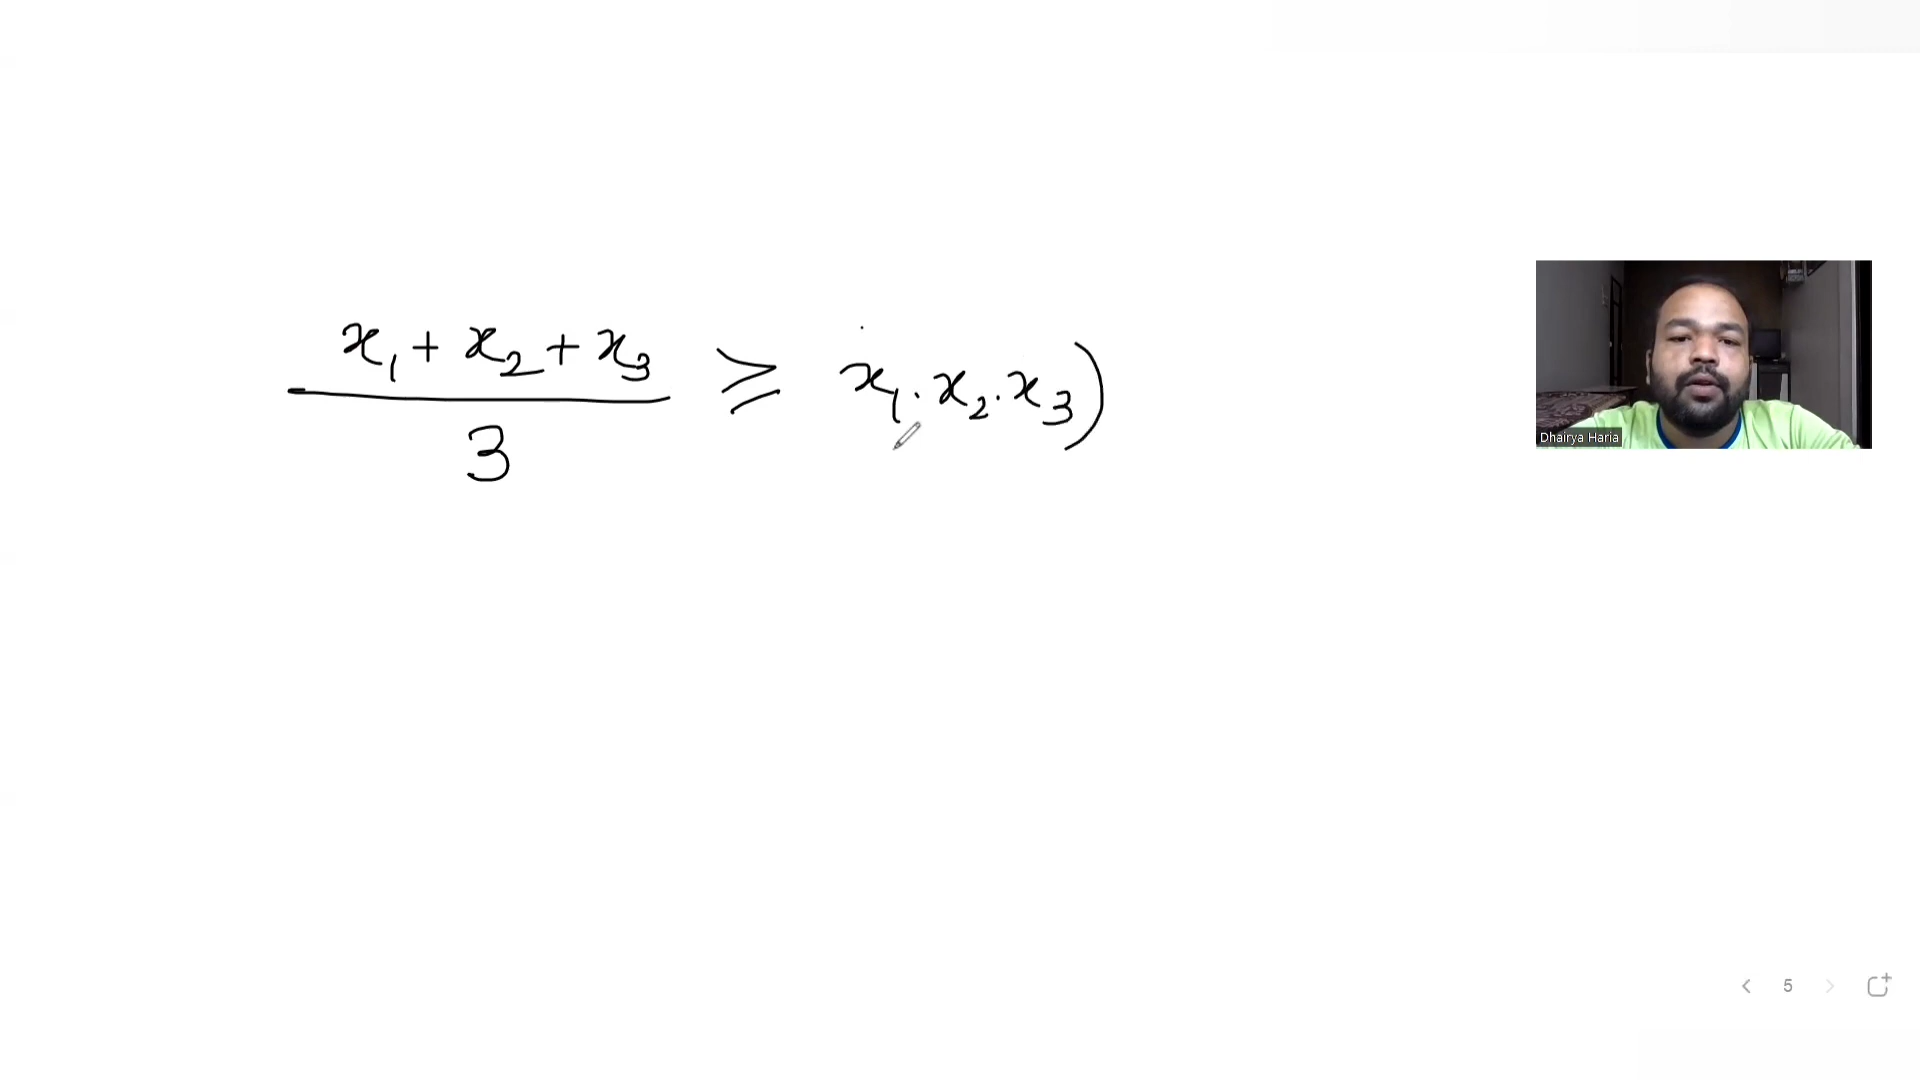 x₁ + x₂ + x₃
3
≥ x₁ . x₂ . x₃ )
Dhairya Haria
5